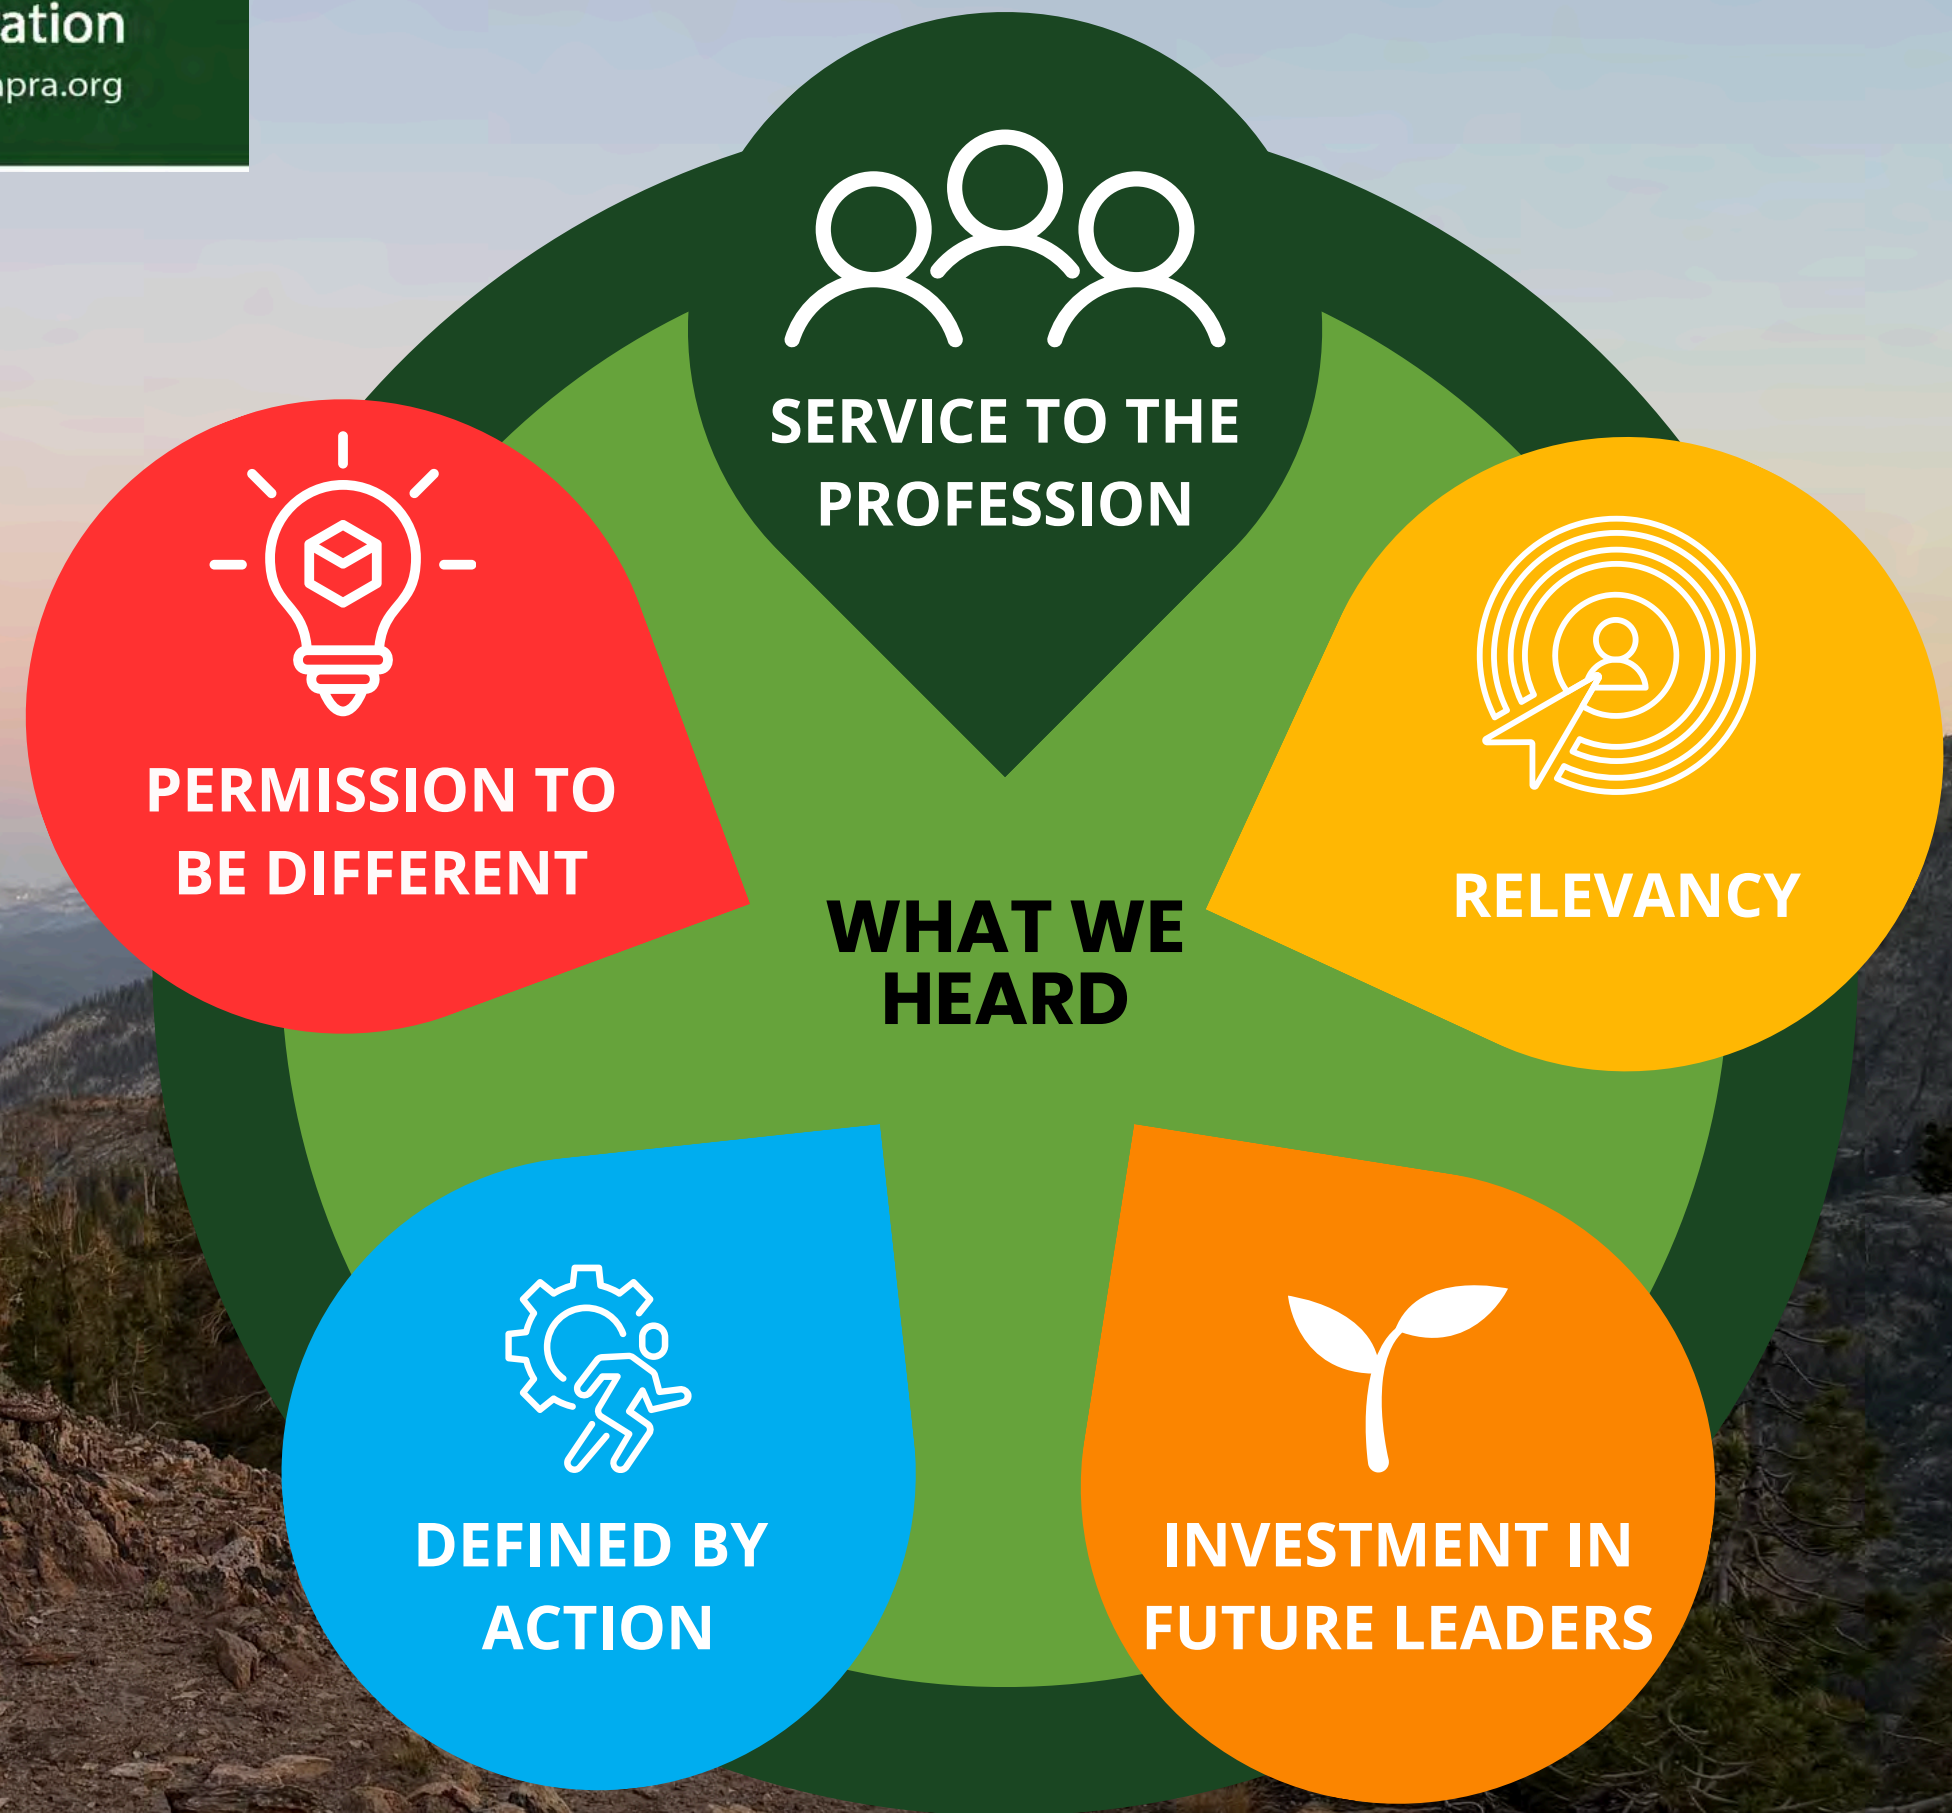 ation
pra.org
SERVICE TO THE
PROFESSION
PERMISSION TO
BE DIFFERENT
RELEVANCY
WHAT WE
HEARD
DEFINED BY
ACTION
INVESTMENT IN
FUTURE LEADERS